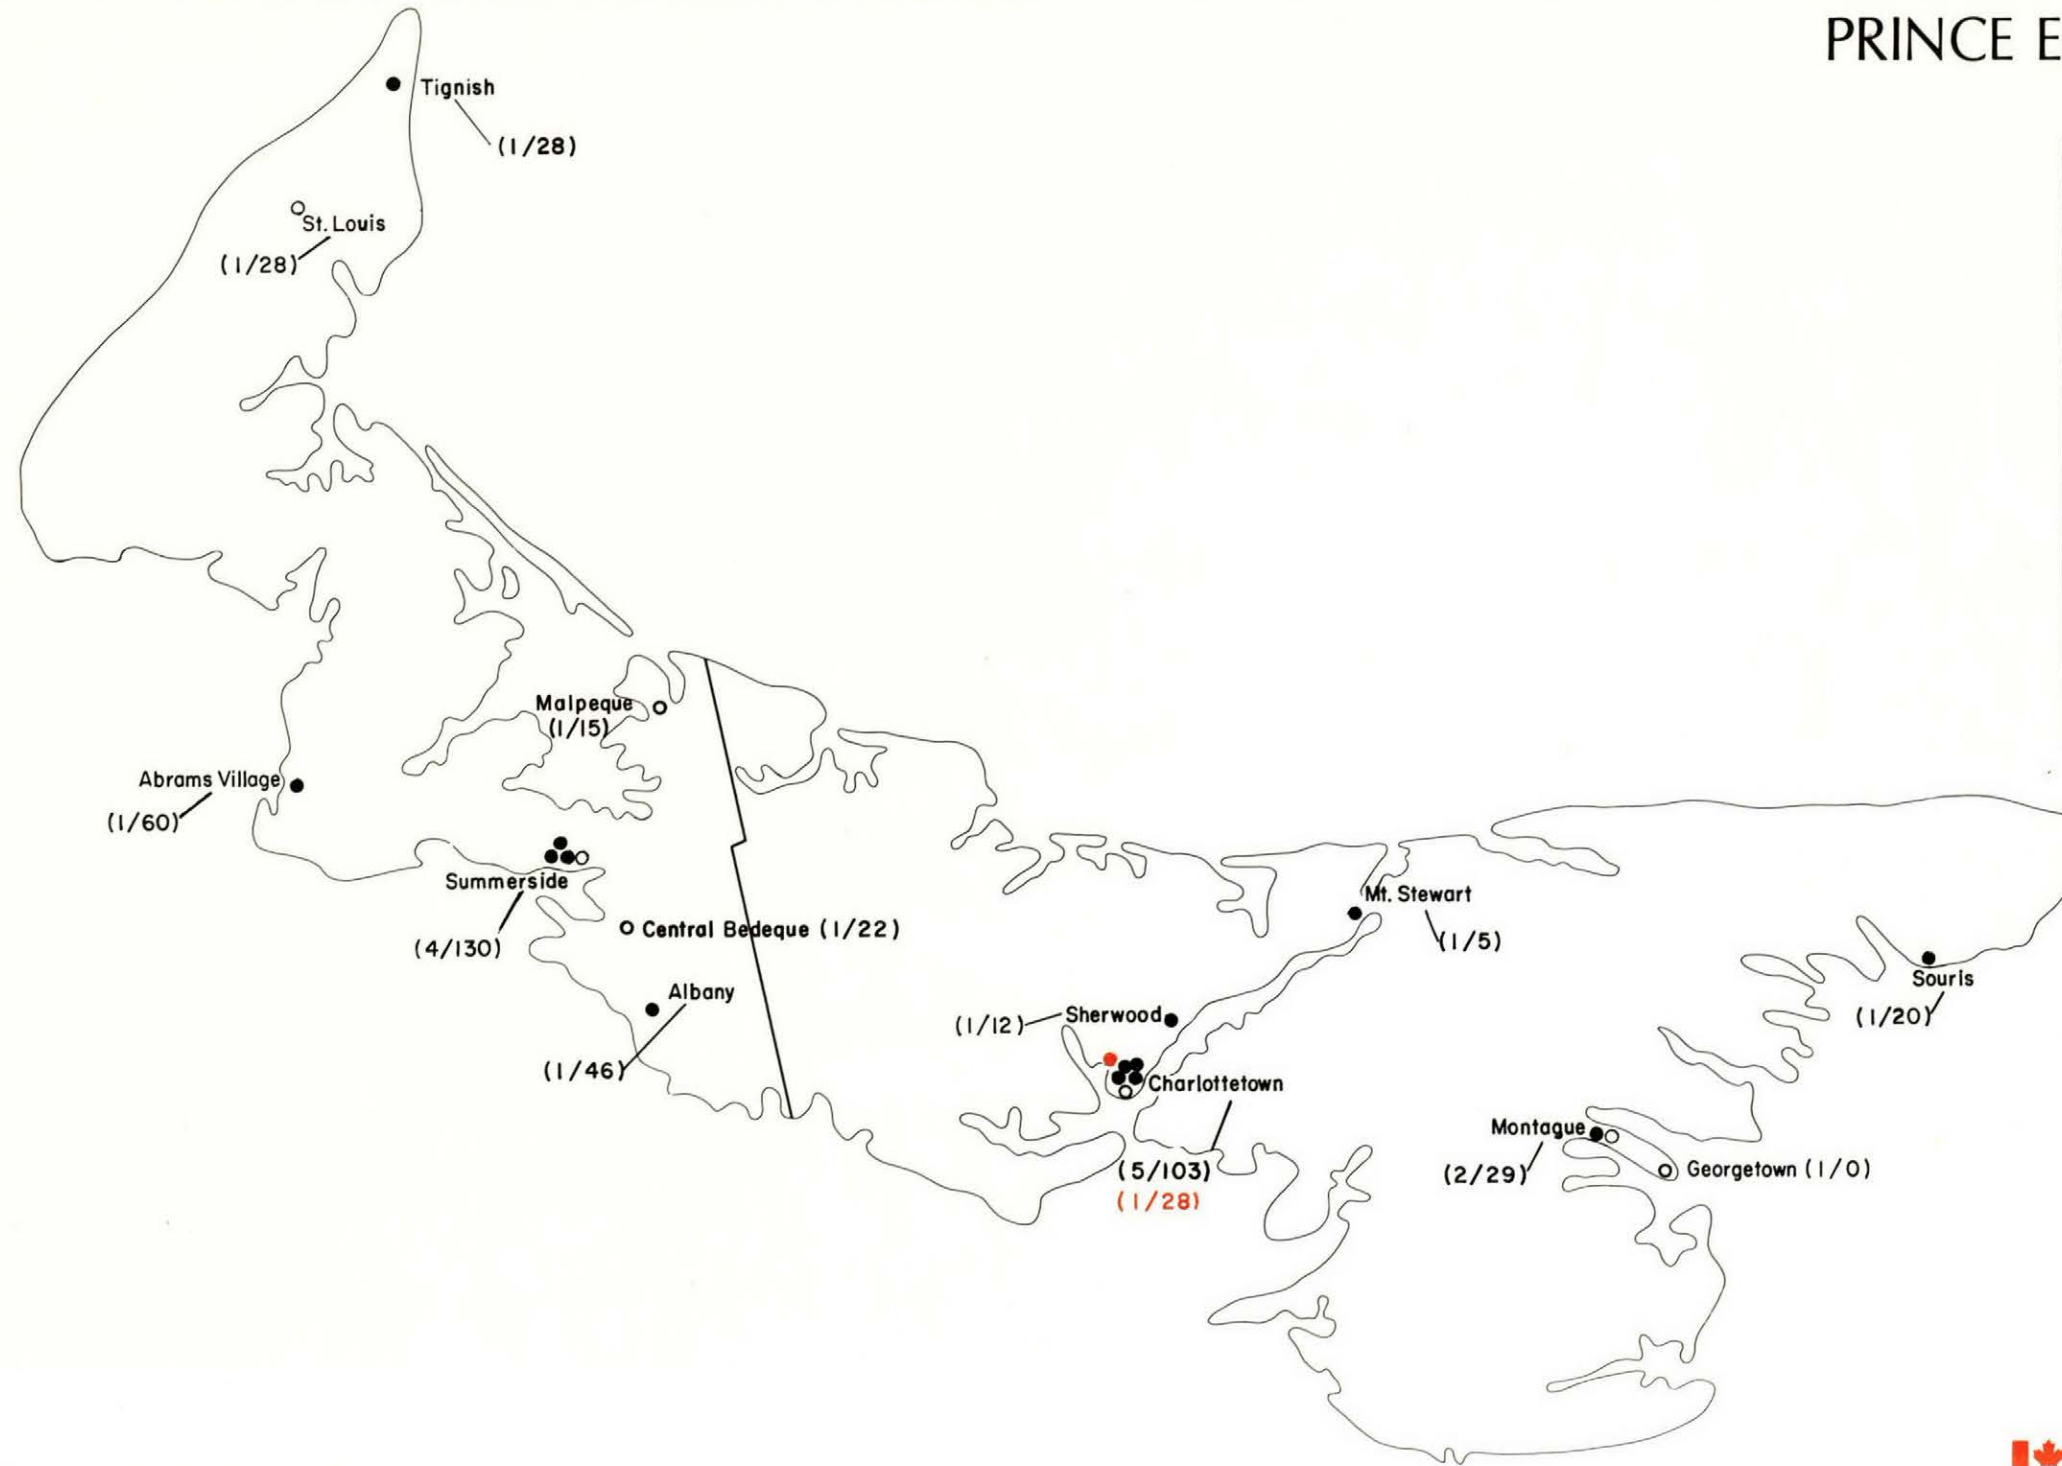 PRINCE E
Tignish
(1/28)
St. Louis
(1/28)
Malpeque
(1/15)
Abrams Village
(1/60)
Summerside
(4/130)
Central Bedeque (1/22)
Albany
(1/46)
Mt. Stewart
(1/5)
Souris
(1/20)
Sherwood
(1/12)
Charlottetown
(5/103)
(1/28)
Montague
(2/29)
Georgetown (1/0)